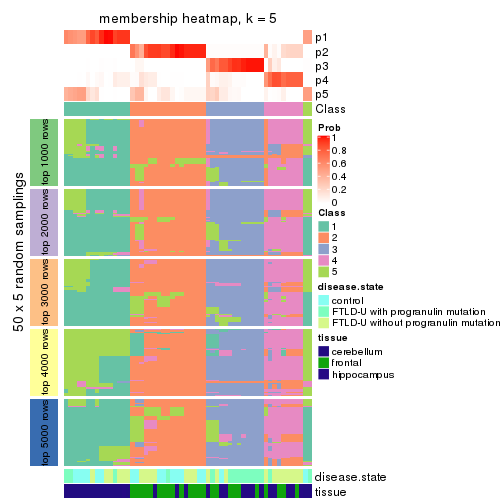 membership heatmap, k = 5
p1
p2
p3
p4
p5
Class
50 x 5 random samplings
top 1000 rows
top 2000 rows
top 3000 rows
top 4000 rows
top 5000 rows
Prob
1
0.8
0.6
0.4
0.2
0
Class
1
2
3
4
5
disease.state
control
FTLD-U with progranulin mutation
FTLD-U without progranulin mutation
tissue
cerebellum
frontal
hippocampus
disease.state
tissue